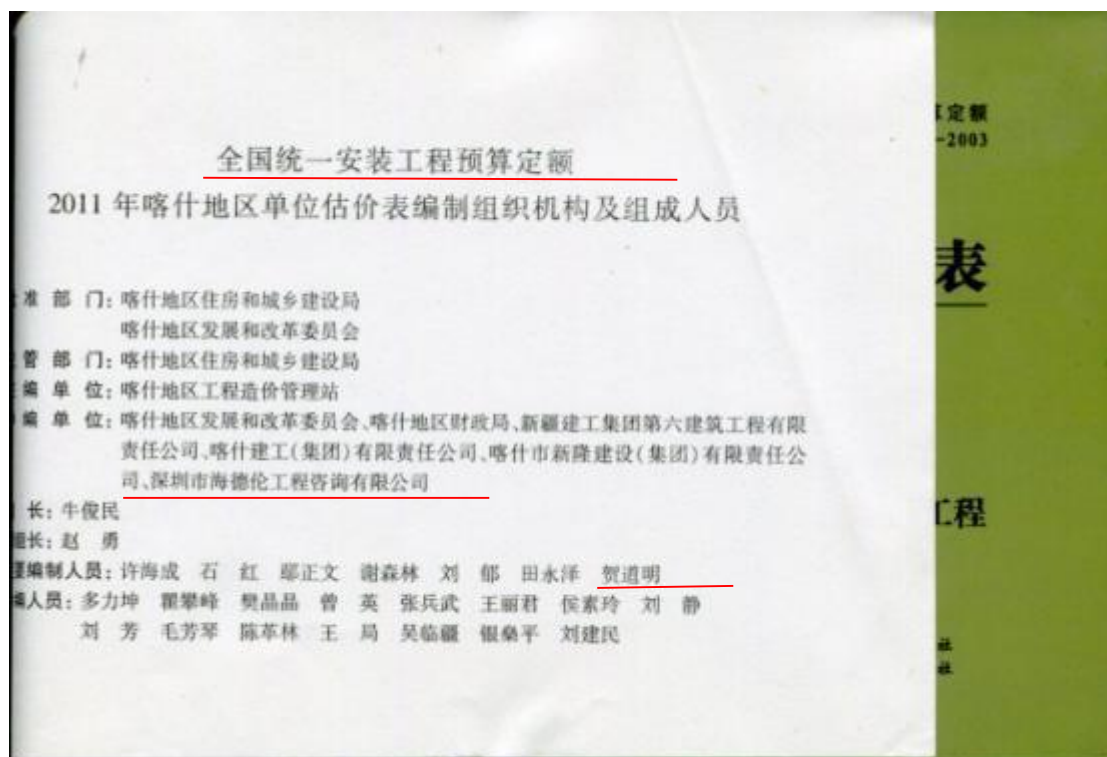 全国统一安装工程预算定额
2011年喀什地区单位估价表编制组织机构及组成人员
准 部 门：喀什地区住房和城乡建设局
喀什地区发展和改革委员会
管 部 门：喀什地区住房和城乡建设局
编 单 位：喀什地区工程造价管理站
编 单 位：喀什地区发展和改革委员会、喀什地区财政局、新疆建工集团第六建筑工程有限
责任公司、喀什建工(集团)有限责任公司、喀什市新隆建设(集团)有限责任公
司、深圳市海德伦工程咨询有限公司
长：牛俊民
组长：赵 勇
编制人员：许海成 石 红 鄢正文 谢森林 刘 郁 田永泽 贺道明
编人员：多力坤 瞿攀峰 樊晶晶 曾 英 张兵武 王丽君 侯素玲 刘 静
刘 芳 毛芳琴 陈革林 王 局 吴临疆 银燊平 刘建民
定额
-2003
表
工程
社
社